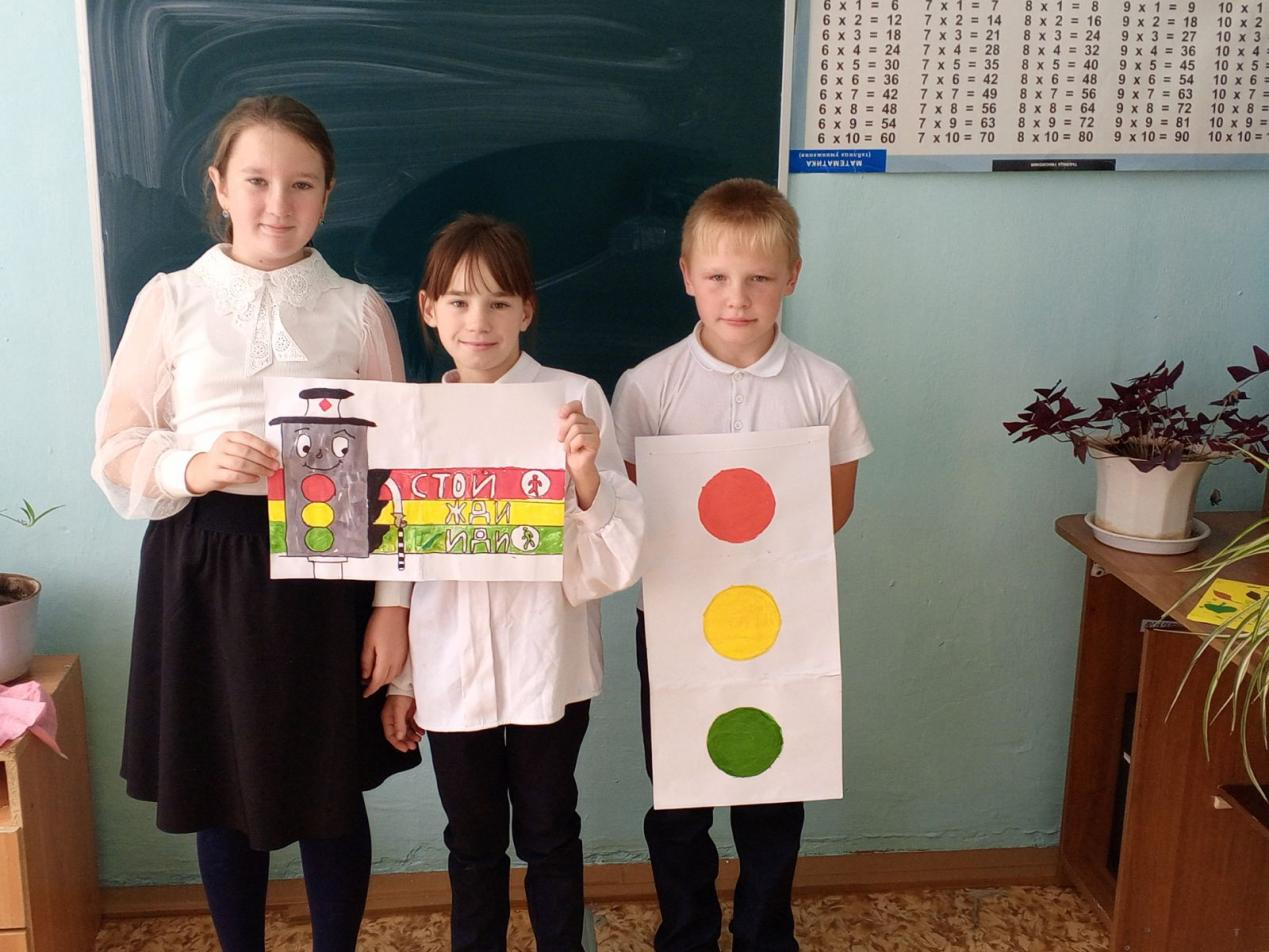 6 x 1 = 6 7 x 1 = 7 8 x 1 = 8 9 x 1 = 9 10 x 1
6 x 2 = 12 7 x 2 = 14 8 x 2 = 16 9 x 2 = 18 10 x 2
6 x 3 = 18 7 x 3 = 21 8 x 3 = 24 9 x 3 = 27 10 x 3
6 x 4 = 24 7 x 4 = 28 8 x 4 = 32 9 x 4 = 36 10 x 4
6 x 5 = 30 7 x 5 = 35 8 x 5 = 40 9 x 5 = 45 10 x 5
6 x 6 = 36 7 x 6 = 42 8 x 6 = 48 9 x 6 = 54 10 x 6
6 x 7 = 42 7 x 7 = 49 8 x 7 = 56 9 x 7 = 63 10 x 7 =
6 x 8 = 48 7 x 8 = 56 8 x 8 = 64 9 x 8 = 72 10 x 8 =
6 x 9 = 54 7 x 9 = 63 8 x 9 = 72 9 x 9 = 81 10 x 9 =
6 x 10 = 60 7 x 10 = 70 8 x 10 = 80 9 x 10 = 90 10 x 10 =
МАТЕМАТИКА
(таблица умножения)
СТОЙ
ЖДИ
ИДИ